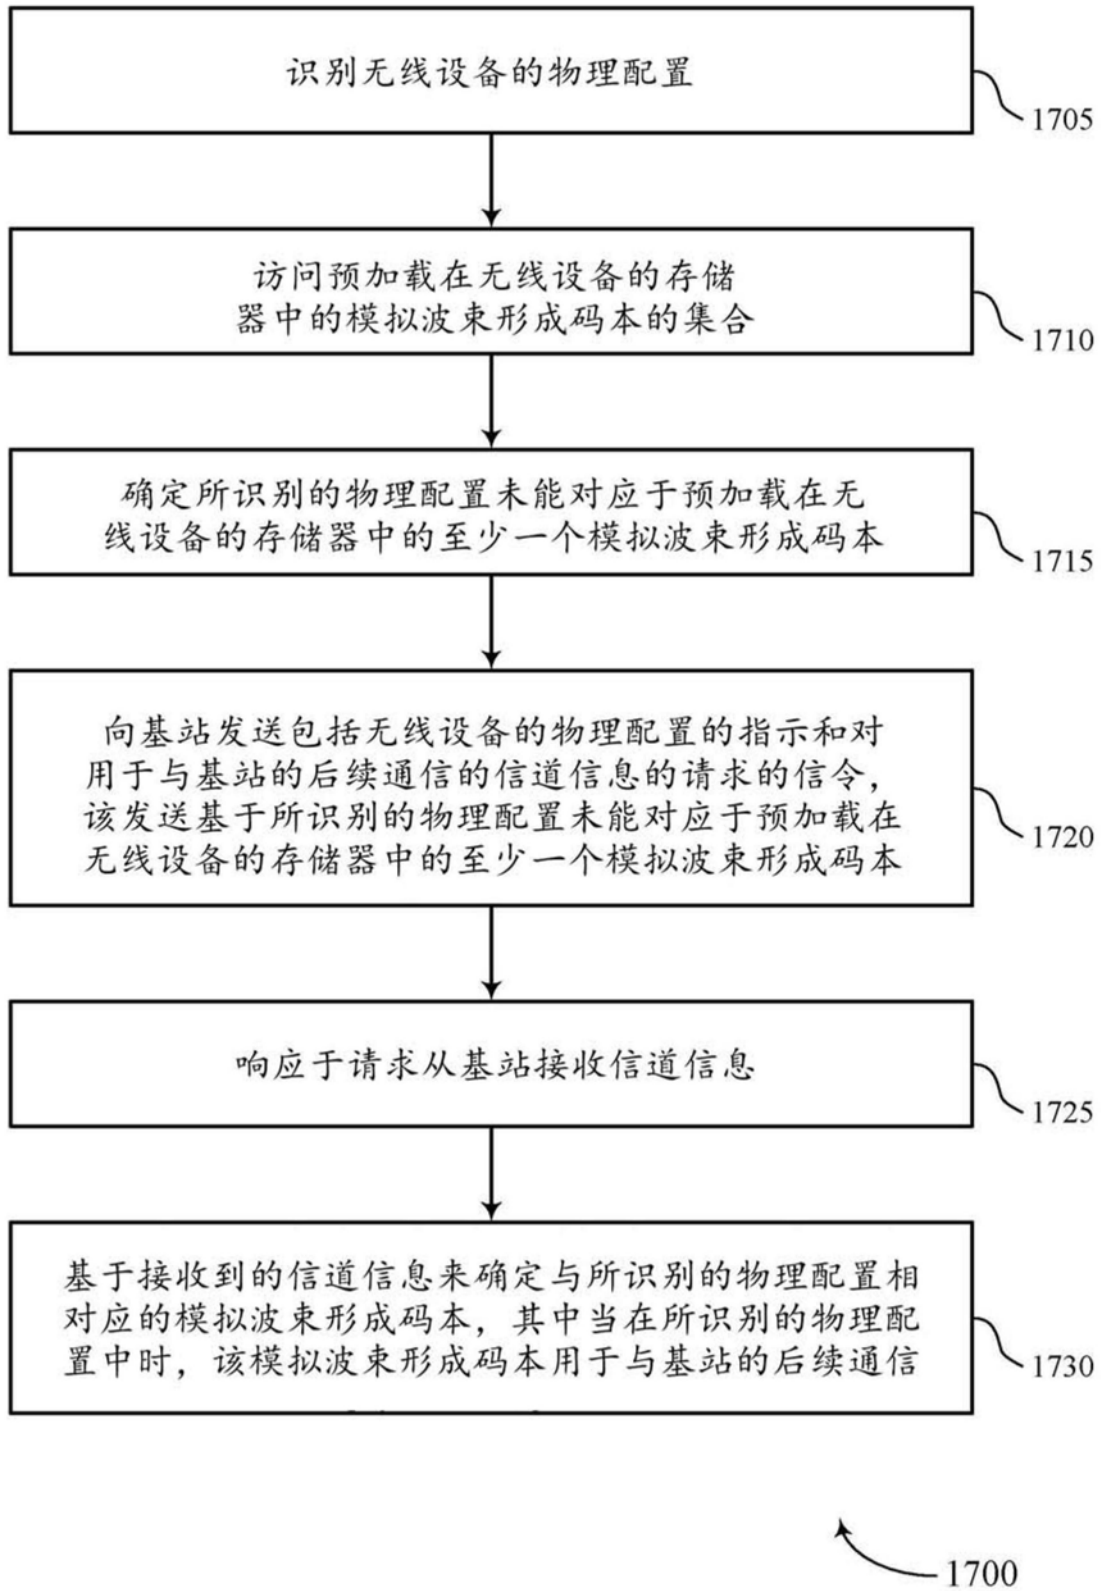 识别无线设备的物理配置
1705
访问预加载在无线设备的存储
器中的模拟波束形成码本的集合
1710
确定所识别的物理配置未能对应于预加载在无
线设备的存储器中的至少一个模拟波束形成码本
1715
向基站发送包括无线设备的物理配置的指示和对
用于与基站的后续通信的信道信息的请求的信令,
该发送基于所识别的物理配置未能对应于预加载在
无线设备的存储器中的至少一个模拟波束形成码本
1720
响应于请求从基站接收信道信息
1725
基于接收到的信道信息来确定与所识别的物理配置相
对应的模拟波束形成码本，其中当在所识别的物理配
置中时，该模拟波束形成码本用于与基站的后续通信
1730
1700